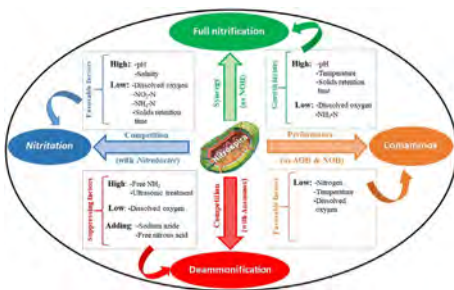 Full nitrification
Favorable factors
High: -pH
-Salinity
Low: -Dissolved oxygen
-NO₂-N
-NH₄-N
-Solids retention
time
Synergy
(as NOB)
High: -pH
-Temperature
-Solids retention
time
Low: -Dissolved oxygen
-NH₄-N
Nitritation
Competition
(with Nitrobacter)
Nitrospira
Performance
(as AOB & NOB)
Comammox
Suppressing factors
High: -Free NH₃
-Ultrasonic treatment
Low: -Dissolved oxygen
Adding: -Sodium azide
-Free nitrous acid
Competition
(with Anammox)
Favorable factors
Low: -Nitrogen
-Temperature
-Dissolved
oxygen
Deammonification